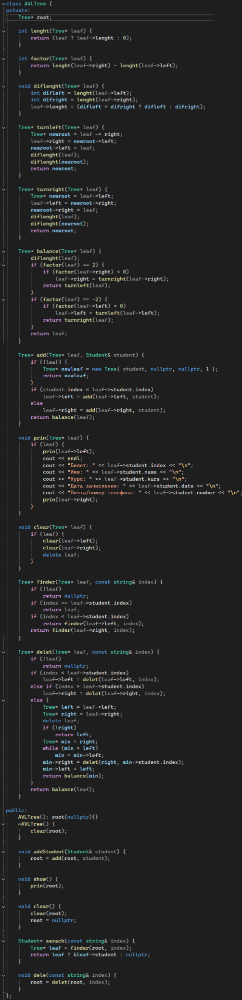 class AVLTree {
private:
    Tree* root;

    int lenght(Tree* leaf) {
        return (leaf ? leaf->lenght : 0);
    }

    int factor(Tree* leaf) {
        return lenght(leaf->right) - lenght(leaf->left);
    }

    void diflenght(Tree* leaf) {
        int difleft = lenght(leaf->left);
        int difright = lenght(leaf->right);
        leaf->lenght = (difleft > difright ? difleft : difright);
    }

    Tree* turnleft(Tree* leaf) {
        Tree* newroot = leaf -> right;
        leaf->right = newroot->left;
        newroot->left = leaf;
        diflenght(leaf);
        diflenght(newroot);
        return newroot;
    }

    Tree* turnright(Tree* leaf) {
        Tree* newroot = leaf->left;
        leaf->left = newroot->right;
        newroot->right = leaf;
        diflenght(leaf);
        diflenght(newroot);
        return newroot;
    }

    Tree* balance(Tree* leaf) {
        diflenght(leaf);
        if (factor(leaf) == 2) {
            if (factor(leaf->right) < 0)
                leaf->right = turnright(leaf->right);
            return turnleft(leaf);
        }
        if (factor(leaf) == -2) {
            if (factor(leaf->left) > 0)
                leaf->left = turnleft(leaf->left);
            return turnright(leaf);
        }
        return leaf;
    }

    Tree* add(Tree* leaf, Student& student) {
        if (!leaf) {
            Tree* newleaf = new Tree{ student, nullptr, nullptr, 1 };
            return newleaf;
        }
        if (student.index < leaf->student.index)
            leaf->left = add(leaf->left, student);
        else
            leaf->right = add(leaf->right, student);
        return balance(leaf);
    }

    void prin(Tree* leaf) {
        if (leaf) {
            prin(leaf->left);
            cout << endl;
            cout << "Билет: " << leaf->student.index << "\n";
            cout << "Имя: " << leaf->student.name << "\n";
            cout << "Курс: " << leaf->student.kurs << "\n";
            cout << "Дата зачисления: " << leaf->student.date << "\n";
            cout << "Почта/номер телефона: " << leaf->student.number << "\n";
            prin(leaf->right);
        }
    }

    void clear(Tree* leaf) {
        if (leaf) {
            clear(leaf->left);
            clear(leaf->right);
            delete leaf;
        }
    }

    Tree* finder(Tree* leaf, const string& index) {
        if (!leaf)
            return nullptr;
        if (index == leaf->student.index)
            return leaf;
        if (index < leaf->student.index)
            return finder(leaf->left, index);
        return finder(leaf->right, index);
    }

    Tree* delet(Tree* leaf, const string& index) {
        if (!leaf)
            return nullptr;
        if (index < leaf->student.index)
            leaf->left = delet(leaf->left, index);
        else if (index > leaf->student.index)
            leaf->right = delet(leaf->right, index);
        else {
            Tree* left = leaf->left;
            Tree* right = leaf->right;
            delete leaf;
            if (!right)
                return left;
            Tree* min = right;
            while (min > left)
                min = min->left;
            min->right = delet(right, min->student.index);
            min->left = left;
            return balance(min);
        }
        return balance(leaf);
    }

public:
    AVLTree(): root(nullptr){}
    ~AVLTree() {
        clear(root);
    }

    void addStudent(Student& student) {
        root = add(root, student);
    }

    void show() {
        prin(root);
    }

    void clear() {
        clear(root);
        root = nullptr;
    }

    Student* serach(const string& index) {
        Tree* leaf = finder(root, index);
        return leaf ? &leaf->student : nullptr;
    }

    void dele(const string& index) {
        root = delet(root, index);
    }
};